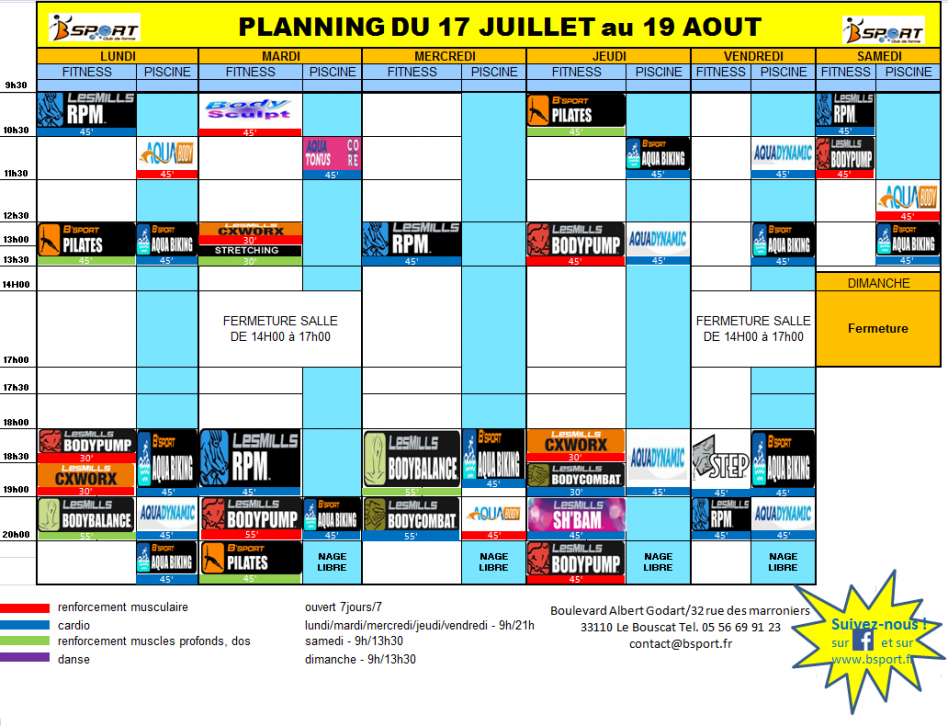 B'SPORT
Club de forme
PLANNING DU 17 JUILLET au 19 AOUT
B'SPORT
Club de forme
LUNDI MARDI MERCREDI JEUDI VENDREDI SAMEDI
FITNESS PISCINE FITNESS PISCINE FITNESS PISCINE FITNESS PISCINE FITNESS PISCINE FITNESS PISCINE
9h30
LESMILLS RPM
45'
Body Sculpt
45'
B'SPORT PILATES
45'
LESMILLS RPM
45'
10h30
AQUABODY
45'
AQUA TONUS CORE
45'
B'SPORT AQUA BIKING
45'
AQUADYNAMIC
45'
LESMILLS BODYPUMP
45'
11h30
AQUABODY
45'
12h30
B'SPORT PILATES
45'
B'SPORT AQUA BIKING
45'
LESMILLS CXWORX
30'
STRETCHING
30'
LESMILLS RPM
45'
LESMILLS BODYPUMP
45'
AQUADYNAMIC
45'
B'SPORT AQUA BIKING
45'
B'SPORT AQUA BIKING
45'
13h00
13h30
14H00
DIMANCHE
FERMETURE SALLE
DE 14H00 à 17h00
FERMETURE SALLE
DE 14H00 à 17h00
Fermeture
17h00
17h30
18h00
LESMILLS BODYPUMP
30'
LESMILLS CXWORX
30'
B'SPORT AQUA BIKING
45'
LESMILLS RPM
45'
LESMILLS BODYBALANCE
55'
B'SPORT AQUA BIKING
45'
LESMILLS CXWORX
30'
LESMILLS BODYCOMBAT
30'
AQUADYNAMIC
45'
STEP
45'
B'SPORT AQUA BIKING
45'
18h30
19h00
LESMILLS BODYBALANCE
55'
AQUADYNAMIC
45'
LESMILLS BODYPUMP
55'
B'SPORT AQUA BIKING
45'
LESMILLS BODYCOMBAT
55'
AQUABODY
45'
LESMILLS SH'BAM
45'
LESMILLS RPM
45'
AQUADYNAMIC
45'
20h00
B'SPORT AQUA BIKING
45'
B'SPORT PILATES
45'
NAGE LIBRE
NAGE LIBRE
LESMILLS BODYPUMP
45'
NAGE LIBRE
NAGE LIBRE
renforcement musculaire
cardio
renforcement muscles profonds, dos
danse
ouvert 7jours/7
lundi/mardi/mercredi/jeudi/vendredi - 9h/21h
samedi - 9h/13h30
dimanche - 9h/13h30
Boulevard Albert Godart/32 rue des marroniers
33110 Le Bouscat Tel. 05 56 69 91 23
contact@bsport.fr
Suivez-nous !
sur f et sur
www.bsport.fr